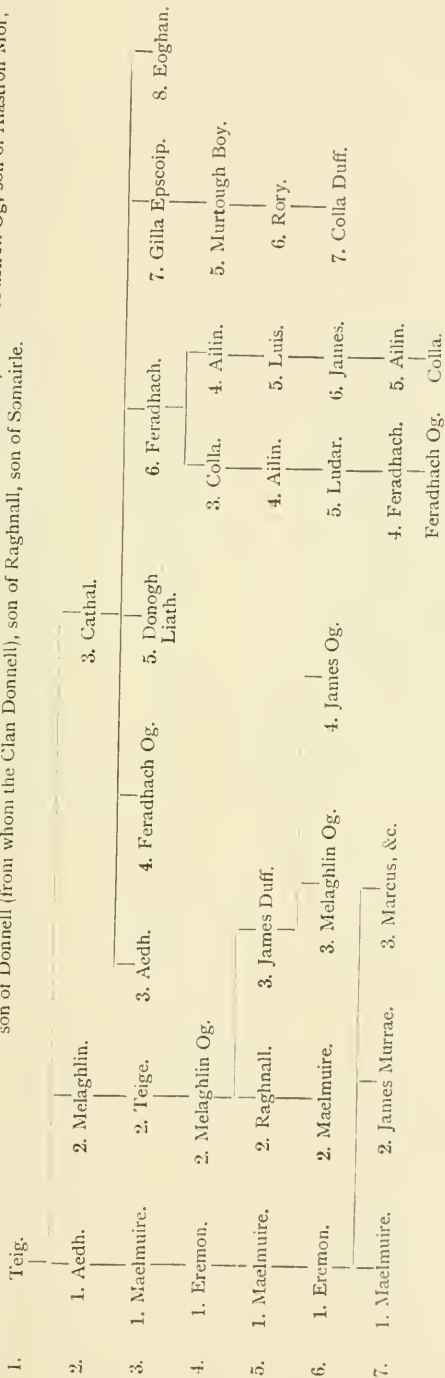 Og, son of Alastron Mor,
son of Donnell (from whom the Clan Donnell), son of Raghnall, son of Somairle.
1. Teig.
2. 1. Aedh. 2. Melaghlin. 3. Cathal.
3. 1. Maelmuire. 2. Teige. 3. Aedh. 4. Feradhach Og. 5. Donogh 6. Feradhach. 7. Gilla Epscoip. 8. Eoghan.
Liath.
4. 1. Eremon. 2. Melaghlin Og. 3. Colla. 4. Ailin. 5. Murtough Boy.
5. 1. Maelmuire. 2. Raghnall. 3. James Duff. 4. Ailin. 5. Luis. 6. Rory.
6. 1. Eremon. 2. Maelmuire. 3. Melaghlin Og. 4. James Og. 5. Ludar. 6. James. 7. Colla Duff.
7. 1. Maelmuire. 2. James Murrae. 3. Marcus, &c. 4. Feradhach. 5. Ailin.
Feradhach Og. Colla.